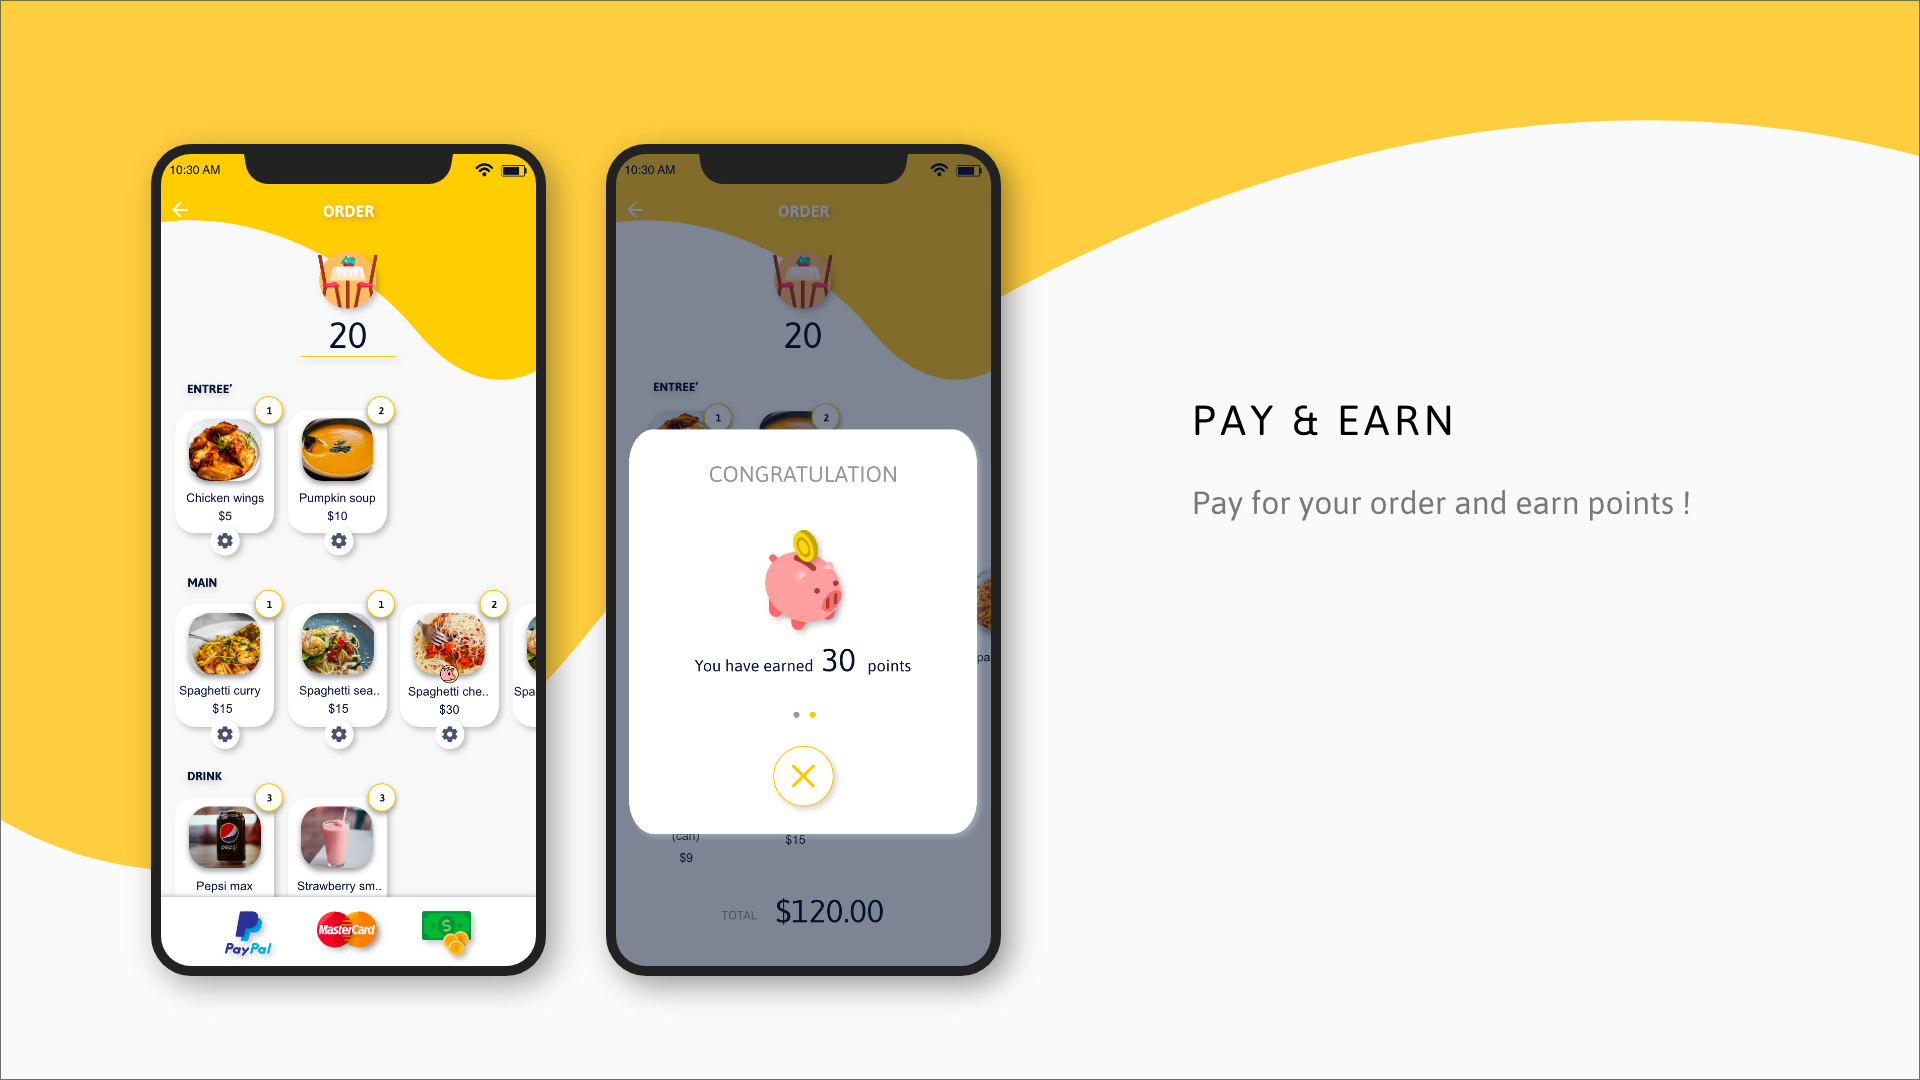 10:30 AM
ORDER
20
ENTREE'
1
2
Chicken wings
$5
Pumpkin soup
$10
MAIN
1
1
2
Spaghetti curry
$15
Spaghetti sea..
$15
Spaghetti che..
$30
Spa
DRINK
3
3
pepsi
Pepsi max
Strawberry sm..
PayPal
MasterCard
$
10:30 AM
ORDER
20
ENTREE'
1
2
CONGRATULATION
You have earned 30 points
pa
(can)
$9
$15
TOTAL $120.00
PAY & EARN
Pay for your order and earn points !